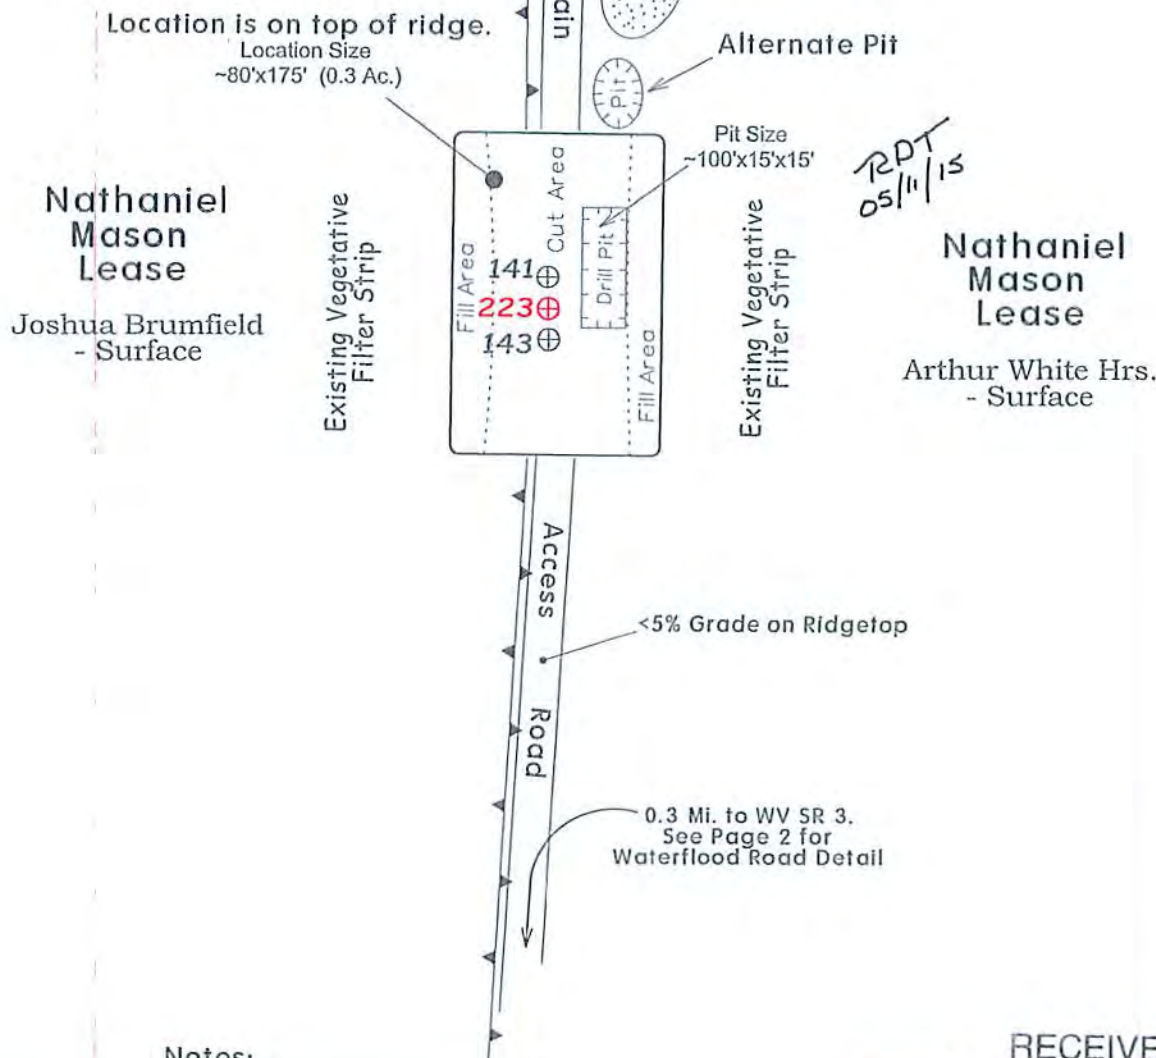 ain
Location is on top of ridge.
Location Size
~80'x175' (0.3 Ac.)
Alternate Pit
Pit
Pit Size
~100'x15'x15'
RDT
05/11/15
Nathaniel
Mason
Lease
Joshua Brumfield
- Surface
Existing Vegetative
Filter Strip
Fill Area
Cut Area
141
223
143
Drill Pit
Fill Area
Existing Vegetative
Filter Strip
Nathaniel
Mason
Lease
Arthur White Hrs.
- Surface
Access
Road
<5% Grade on Ridgetop
0.3 Mi. to WV SR 3.
See Page 2 for
Waterflood Road Detail
Notes:
RECEIVE